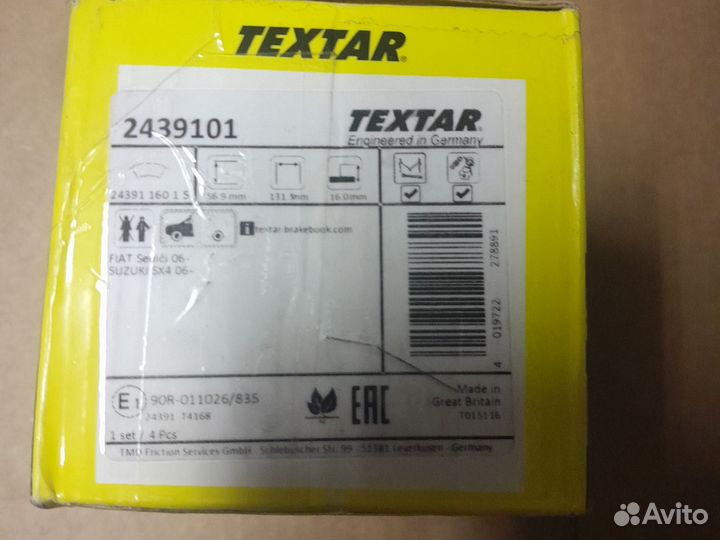 TEXTAR
2439101
TEXTAR
Engineered in Germany
24391 160 1 5
56.9 mm
131.9mm
16.0mm
i textar.brakebook.com
FIAT Sedici 06-
SUZUKI SX4 06-
4 019722 278891
E1 90R-011026/835
24391 T4168
EAC
Made in
Great Britain
T015116
1 set / 4 Pcs
TMD Friction Services GmbH - Schlebuscher Str. 99 - 51381 Leverkusen - Germany
Avito